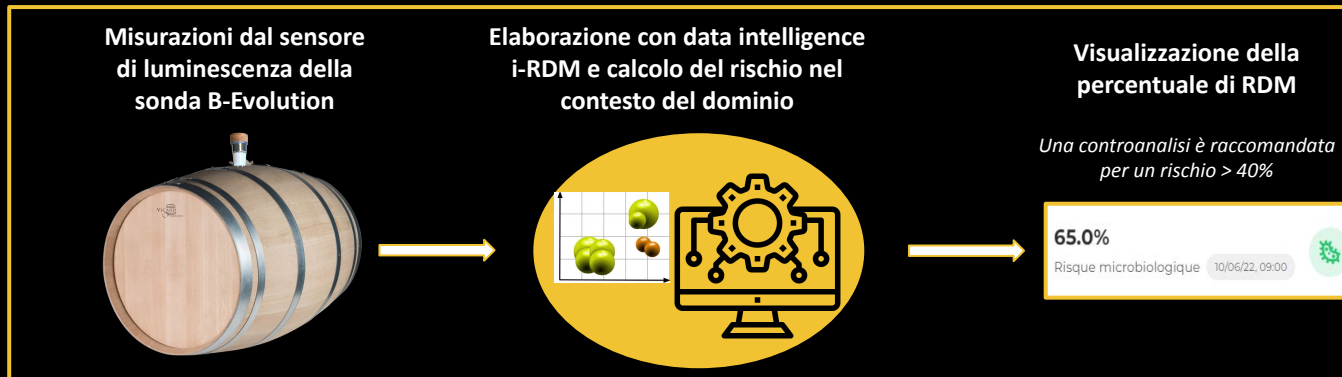 Misurazioni dal sensore
di luminescenza della
sonda B-Evolution
Elaborazione con data intelligence
i-RDM e calcolo del rischio nel
contesto del dominio
Visualizzazione della
percentuale di RDM
Una controanalisi è raccomandata
per un rischio > 40%
65.0%
Risque microbiologique 10/06/22, 09:00